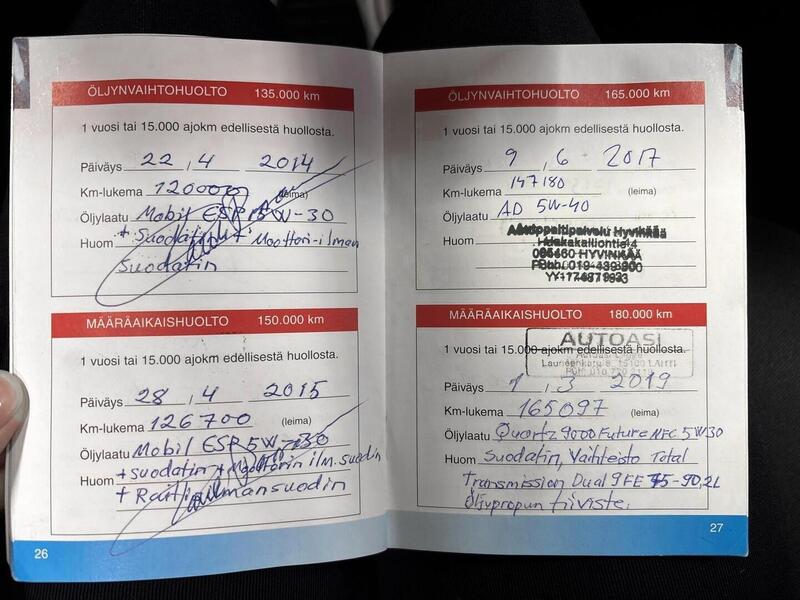 ÖLJYNVAIHTOHUOLTO 135.000 km
1 vuosi tai 15.000 ajokm edellisestä huollosta.
Päiväys 22 , 4 2014
Km-lukema 120000 (leima)
Öljylaatu Mobil ESP 5W-30
Huom + Suodatin + Moottori-ilman
Suodatin
MÄÄRÄAIKAISHUOLTO 150.000 km
1 vuosi tai 15.000 ajokm edellisestä huollosta.
Päiväys 28 , 4 2015
Km-lukema 126700 (leima)
Öljylaatu Mobil ESP 5W-30
Huom + Suodatin + Moottorin ilm. suodin
+ Raitisilmansuodin
26
ÖLJYNVAIHTOHUOLTO 165.000 km
1 vuosi tai 15.000 ajokm edellisestä huollosta.
Päiväys 9 , 6 2017
Km-lukema 147180 (leima)
Öljylaatu AD 5W-40
Huom
Hyvinkää
HYVINKÄÄ
MÄÄRÄAIKAISHUOLTO 180.000 km
AUTOASI
1 vuosi tai 15.000 ajokm edellisestä huollosta.
Launeenkatu
Päiväys 1 , 3 2019
Km-lukema 165097 (leima)
Öljylaatu Quartz 9000 Future NFC 5W30
Huom Suodatin, Vaihteisto Total
Transmission Dual 9 FE 75-90, 2L
Öljypropun tiiviste.
27